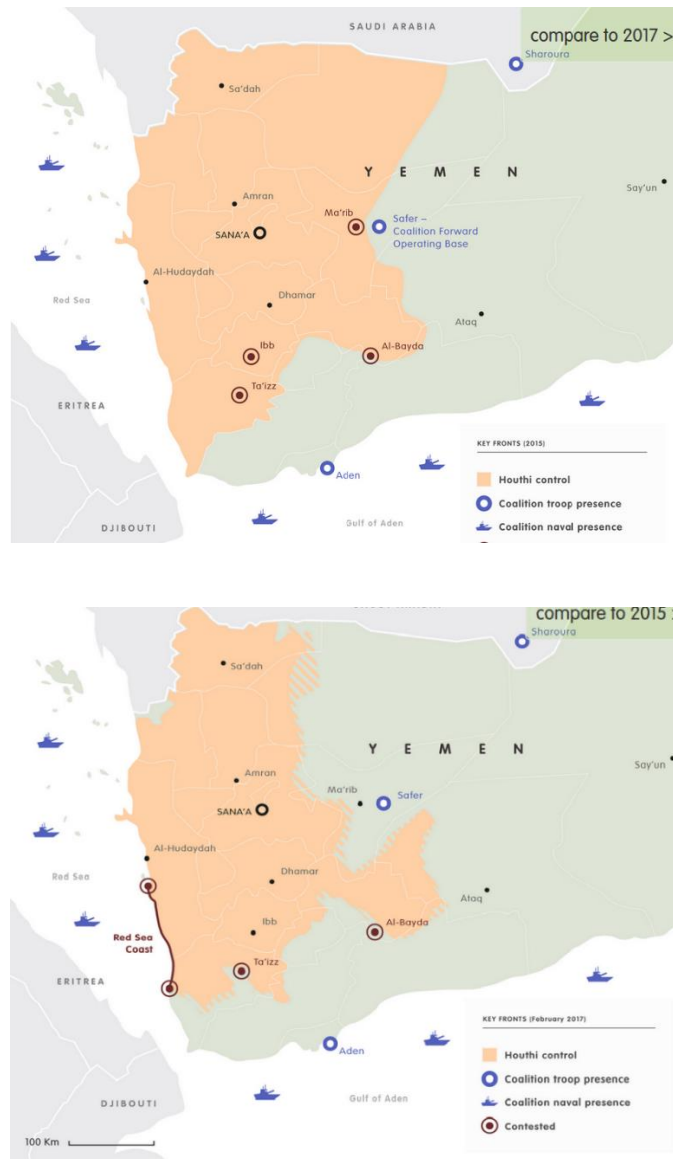 SAUDI ARABIA
compare to 2017 >
Sharoura
Sa'dah
Y E M E N
Say'un
Amran
Ma'rib
SANA'A
Safer –
Coalition Forward
Operating Base
Al-Hudaydah
Red Sea
Dhamar
Ataq
Ibb
Al-Bayda
Ta'izz
ERITREA
KEY FRONTS (2015)
Aden
Houthi control
Coalition troop presence
Gulf of Aden
DJIBOUTI
Coalition naval presence
compare to 2015
Sharoura
Sa'dah
Y E M E N
Say'un
Amran
Ma'rib
Safer
SANA'A
Al-Hudaydah
Red Sea
Dhamar
Ataq
Ibb
Al-Bayda
Red Sea
Coast
Ta'izz
ERITREA
KEY FRONTS (February 2017)
Aden
Houthi control
Coalition troop presence
Gulf of Aden
DJIBOUTI
Coalition naval presence
Contested
100 Km